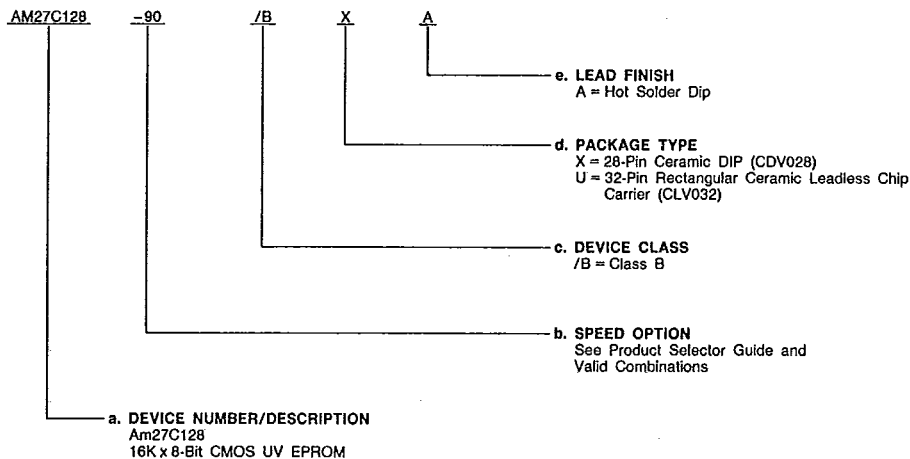 AM27C128 -90 /B X A
e. LEAD FINISH
A = Hot Solder Dip
d. PACKAGE TYPE
X = 28-Pin Ceramic DIP (CDV028)
U = 32-Pin Rectangular Ceramic Leadless Chip
Carrier (CLV032)
c. DEVICE CLASS
/B = Class B
b. SPEED OPTION
See Product Selector Guide and
Valid Combinations
a. DEVICE NUMBER/DESCRIPTION
Am27C128
16K x 8-Bit CMOS UV EPROM